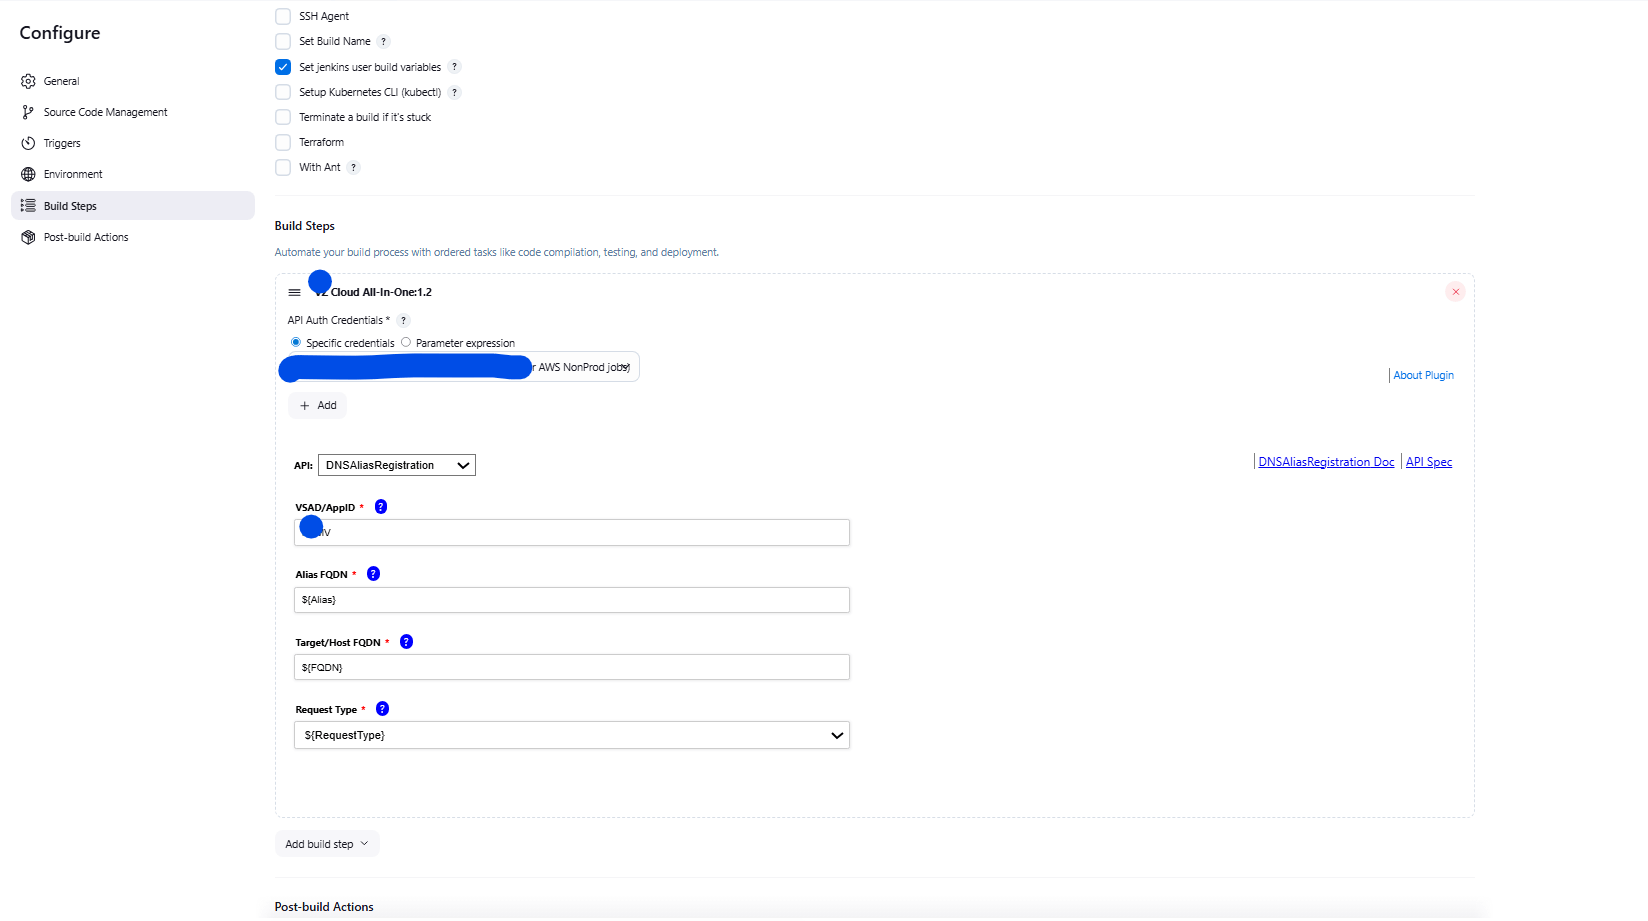 Configure
General
Source Code Management
Triggers
Environment
Build Steps
Post-build Actions
SSH Agent
Set Build Name ?
Set jenkins user build variables ?
Setup Kubernetes CLI (kubectl) ?
Terminate a build if it's stuck
Terraform
With Ant ?
Build Steps
Automate your build process with ordered tasks like code compilation, testing, and deployment.
Cloud All-In-One:1.2
API Auth Credentials * ?
Specific credentials Parameter expression
AWS NonProd jobs)
About Plugin
+ Add
API: DNSAliasRegistration
DNSAliasRegistration Doc API Spec
VSAD/AppID * ?
Alias FQDN * ?
${Alias}
Target/Host FQDN * ?
${FQDN}
Request Type * ?
${RequestType}
Add build step
Post-build Actions